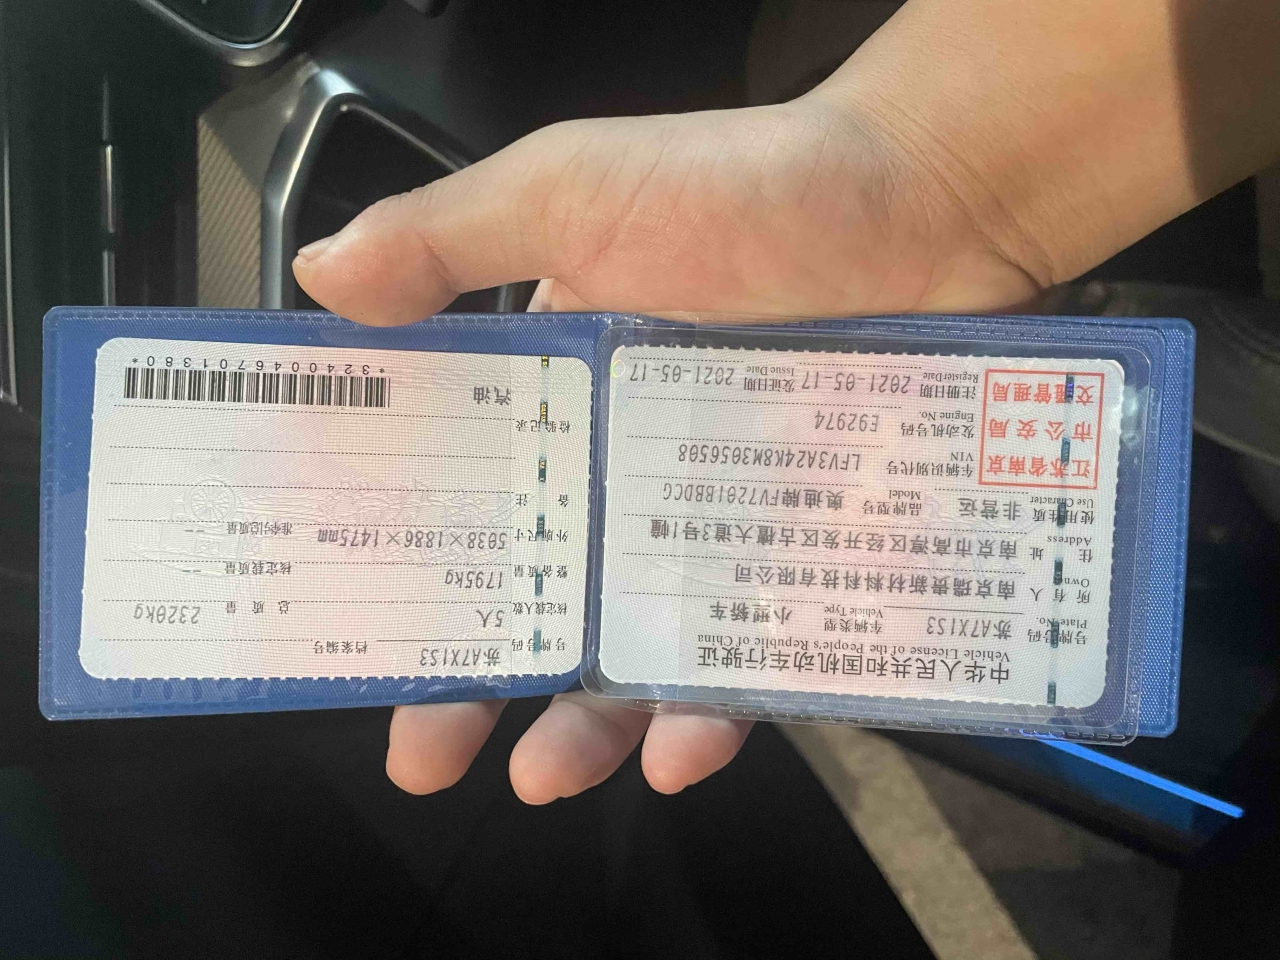 中华人民共和国机动车行驶证
Vehicle License of the People's Republic of China
号牌号码 苏A7X1S3 车辆类型 小型轿车
Plate No. Vehicle Type
所有人 南京瑞贵新材料科技有限公司
Owner
住址 南京市高淳区经开区古檀大道3号1幢
Address
使用性质 非营运 品牌型号 奥迪牌FV7201BBDCG
Use Character Model
江苏省南京
市公安局
交通管理局
车辆识别代号 LFV3A24K8M3056508
VIN
发动机号码 E92974
Engine No.
注册日期 2021-05-17 发证日期 2021-05-17
Register Date Issue Date
号牌号码 苏A7X1S3 档案编号
核定载人数 5人 总质量 2320kg
整备质量 1795kg 核定载质量 --
外廓尺寸 5038×1886×1475mm 准牵引总质量 --
备注
检验记录
汽油
*3240046701380*